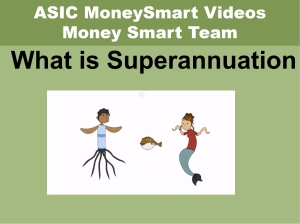 ASIC MoneySmart Videos
Money Smart Team
What is Superannuation